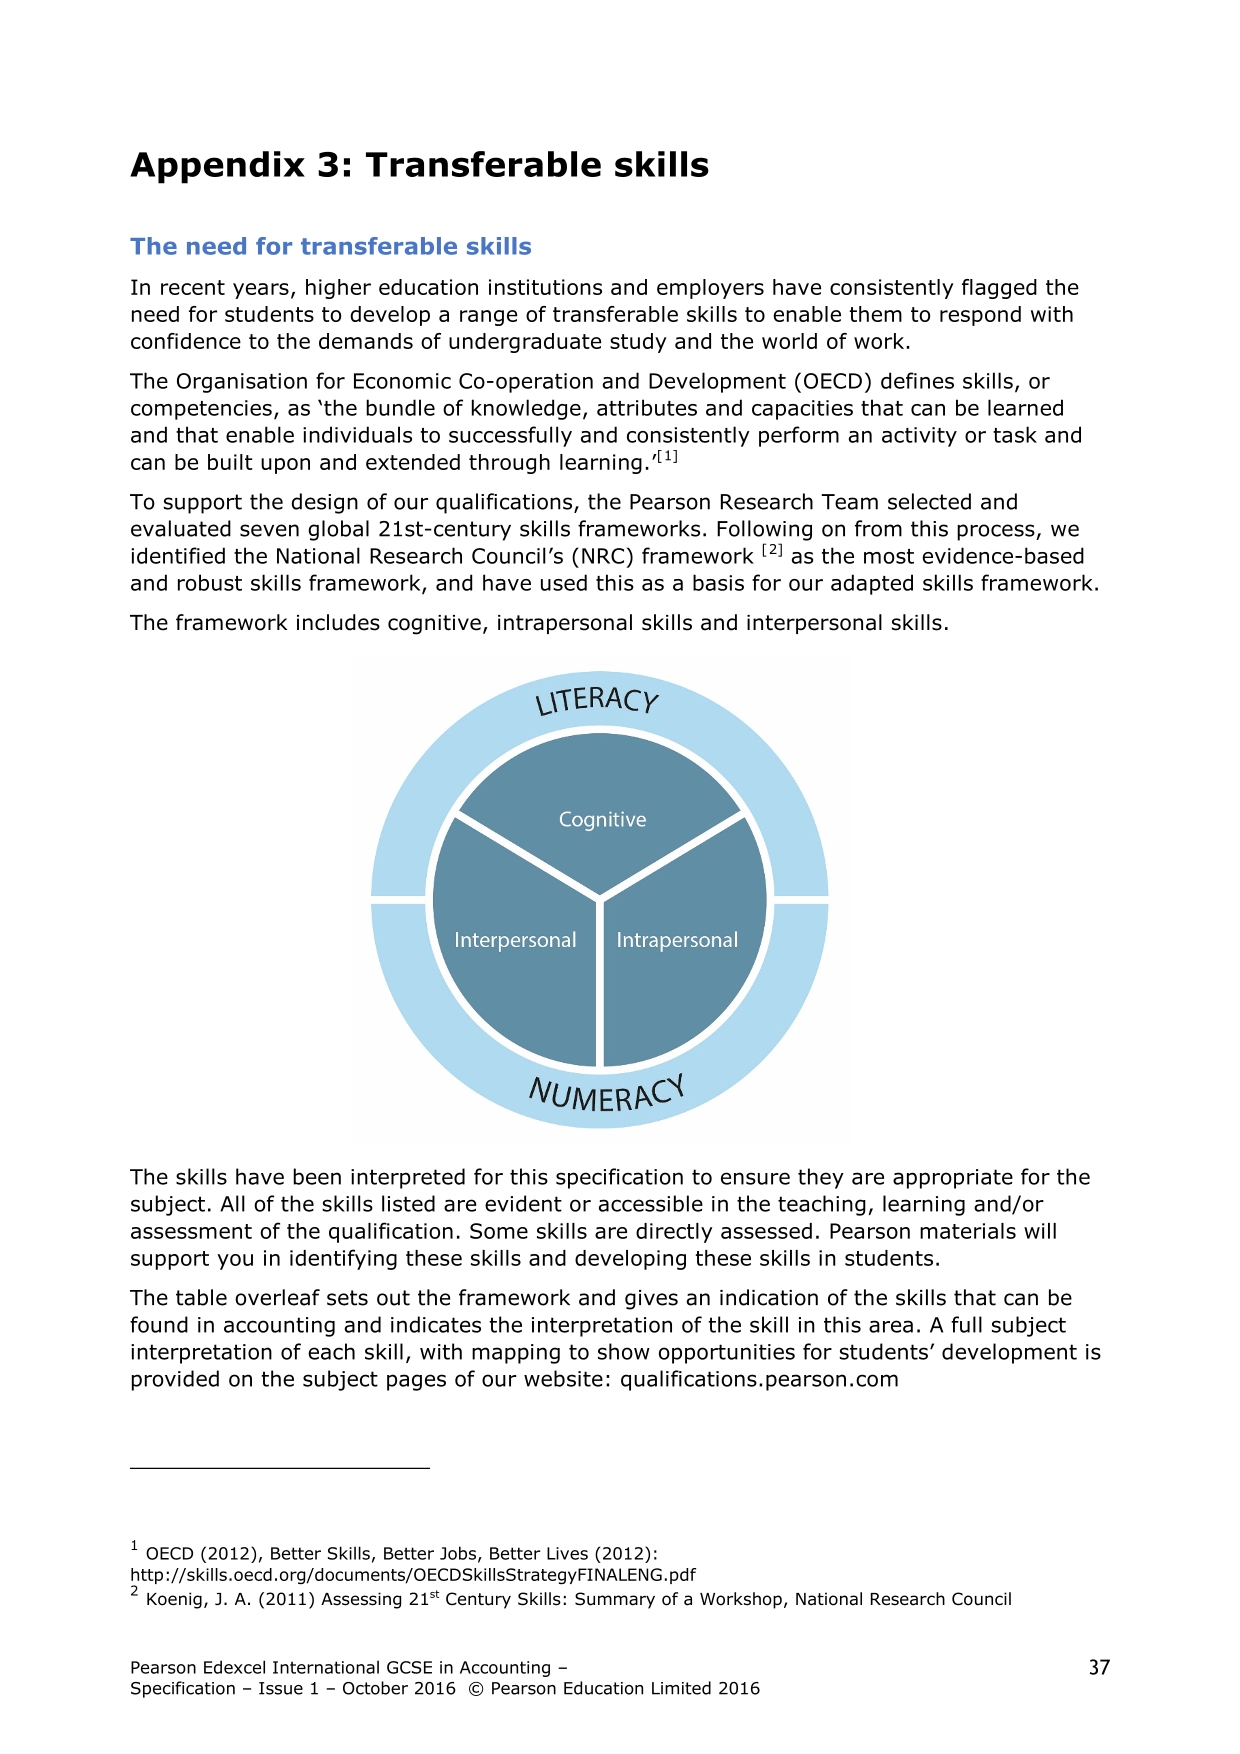 Appendix 3: Transferable skills
The need for transferable skills
In recent years, higher education institutions and employers have consistently flagged the
need for students to develop a range of transferable skills to enable them to respond with
confidence to the demands of undergraduate study and the world of work.
The Organisation for Economic Co-operation and Development (OECD) defines skills, or
competencies, as ‘the bundle of knowledge, attributes and capacities that can be learned
and that enable individuals to successfully and consistently perform an activity or task and
can be built upon and extended through learning.’[1]
To support the design of our qualifications, the Pearson Research Team selected and
evaluated seven global 21st-century skills frameworks. Following on from this process, we
identified the National Research Council’s (NRC) framework [2] as the most evidence-based
and robust skills framework, and have used this as a basis for our adapted skills framework.
The framework includes cognitive, intrapersonal skills and interpersonal skills.
LITERACY
Cognitive
Interpersonal Intrapersonal
NUMERACY
The skills have been interpreted for this specification to ensure they are appropriate for the
subject. All of the skills listed are evident or accessible in the teaching, learning and/or
assessment of the qualification. Some skills are directly assessed. Pearson materials will
support you in identifying these skills and developing these skills in students.
The table overleaf sets out the framework and gives an indication of the skills that can be
found in accounting and indicates the interpretation of the skill in this area. A full subject
interpretation of each skill, with mapping to show opportunities for students’ development is
provided on the subject pages of our website: qualifications.pearson.com
1 OECD (2012), Better Skills, Better Jobs, Better Lives (2012):
http://skills.oecd.org/documents/OECDSkillsStrategyFINALENG.pdf
2 Koenig, J. A. (2011) Assessing 21st Century Skills: Summary of a Workshop, National Research Council
Pearson Edexcel International GCSE in Accounting – 37
Specification – Issue 1 – October 2016 © Pearson Education Limited 2016